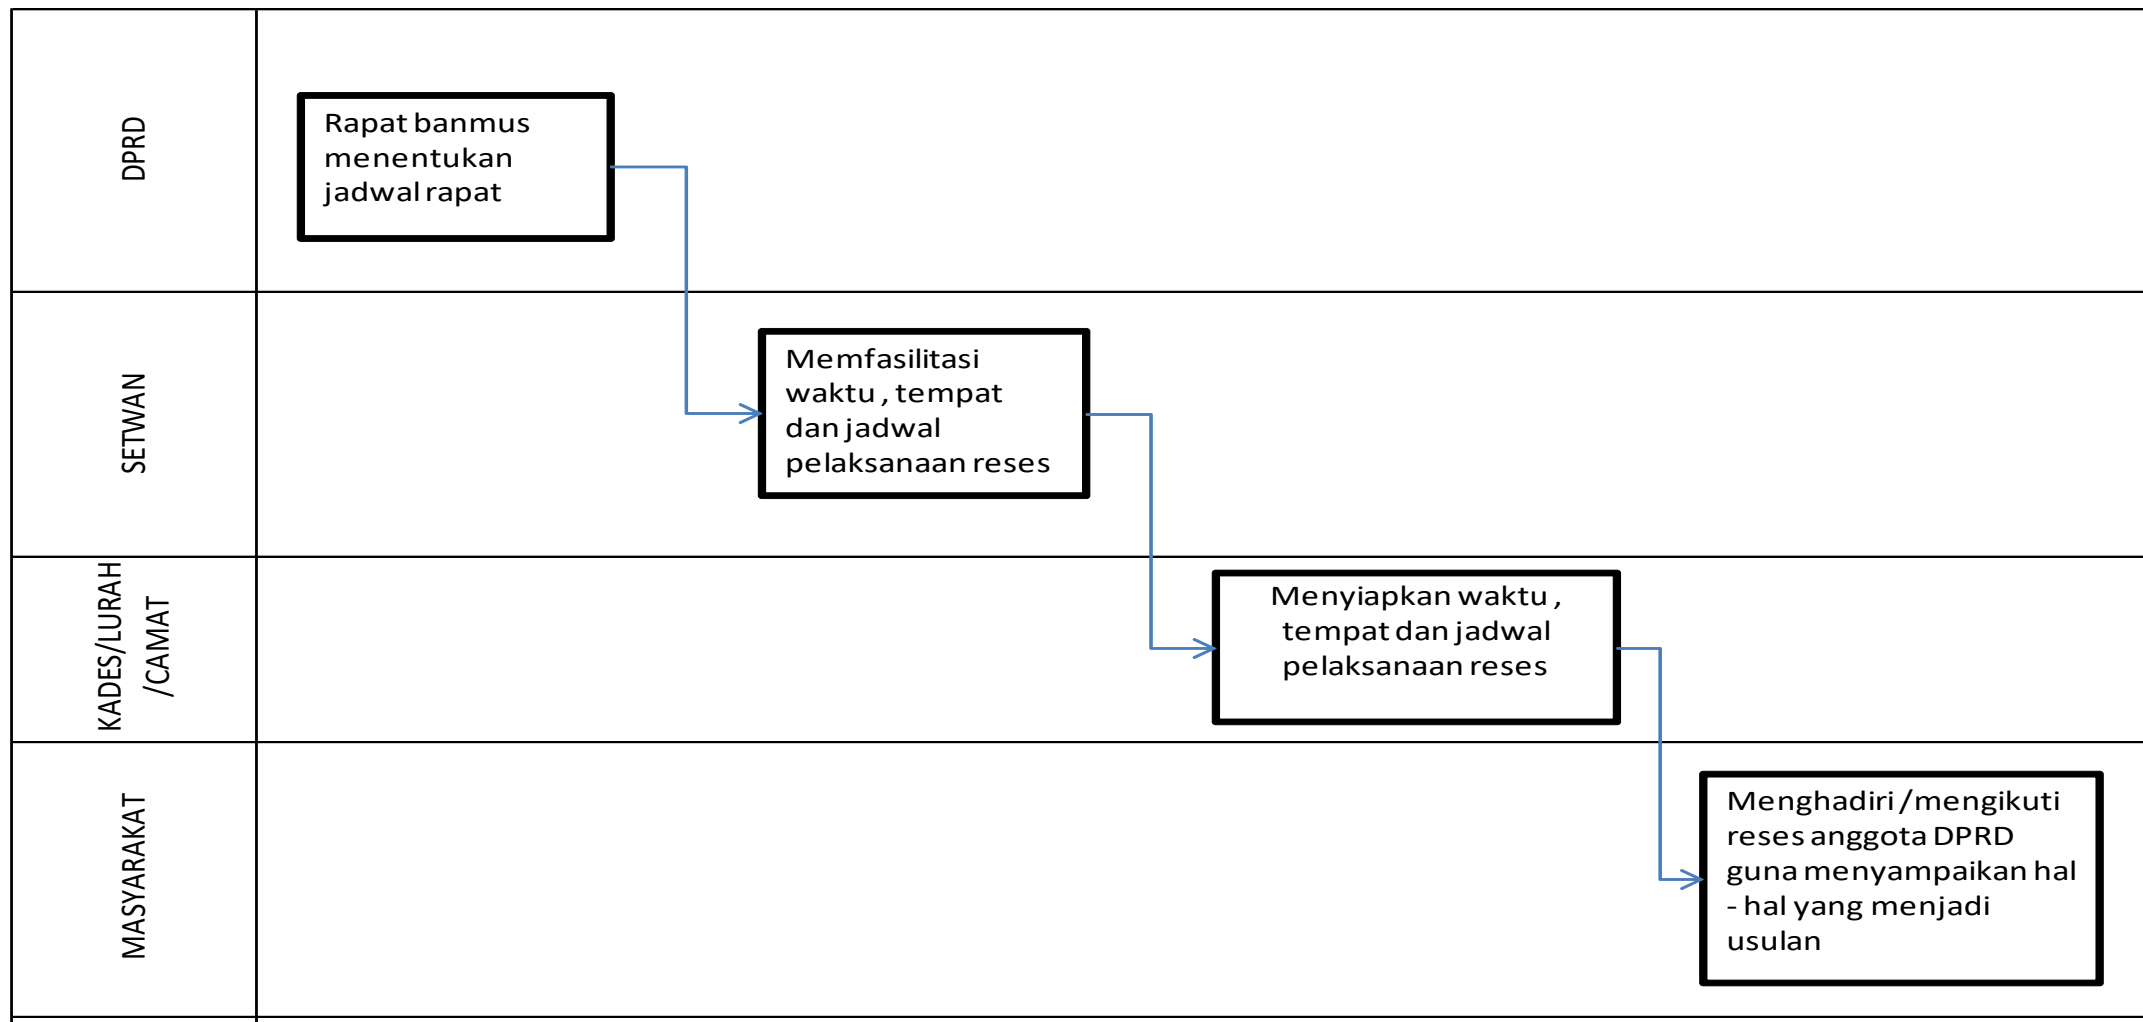 DPRD
Rapat banmus
menentukan
jadwal rapat
SETWAN
Memfasilitasi
waktu , tempat
dan jadwal
pelaksanaan reses
KADES/LURAH
/CAMAT
Menyiapkan waktu ,
tempat dan jadwal
pelaksanaan reses
MASYARAKAT
Menghadiri /mengikuti
reses anggota DPRD
guna menyampaikan hal
- hal yang menjadi
usulan